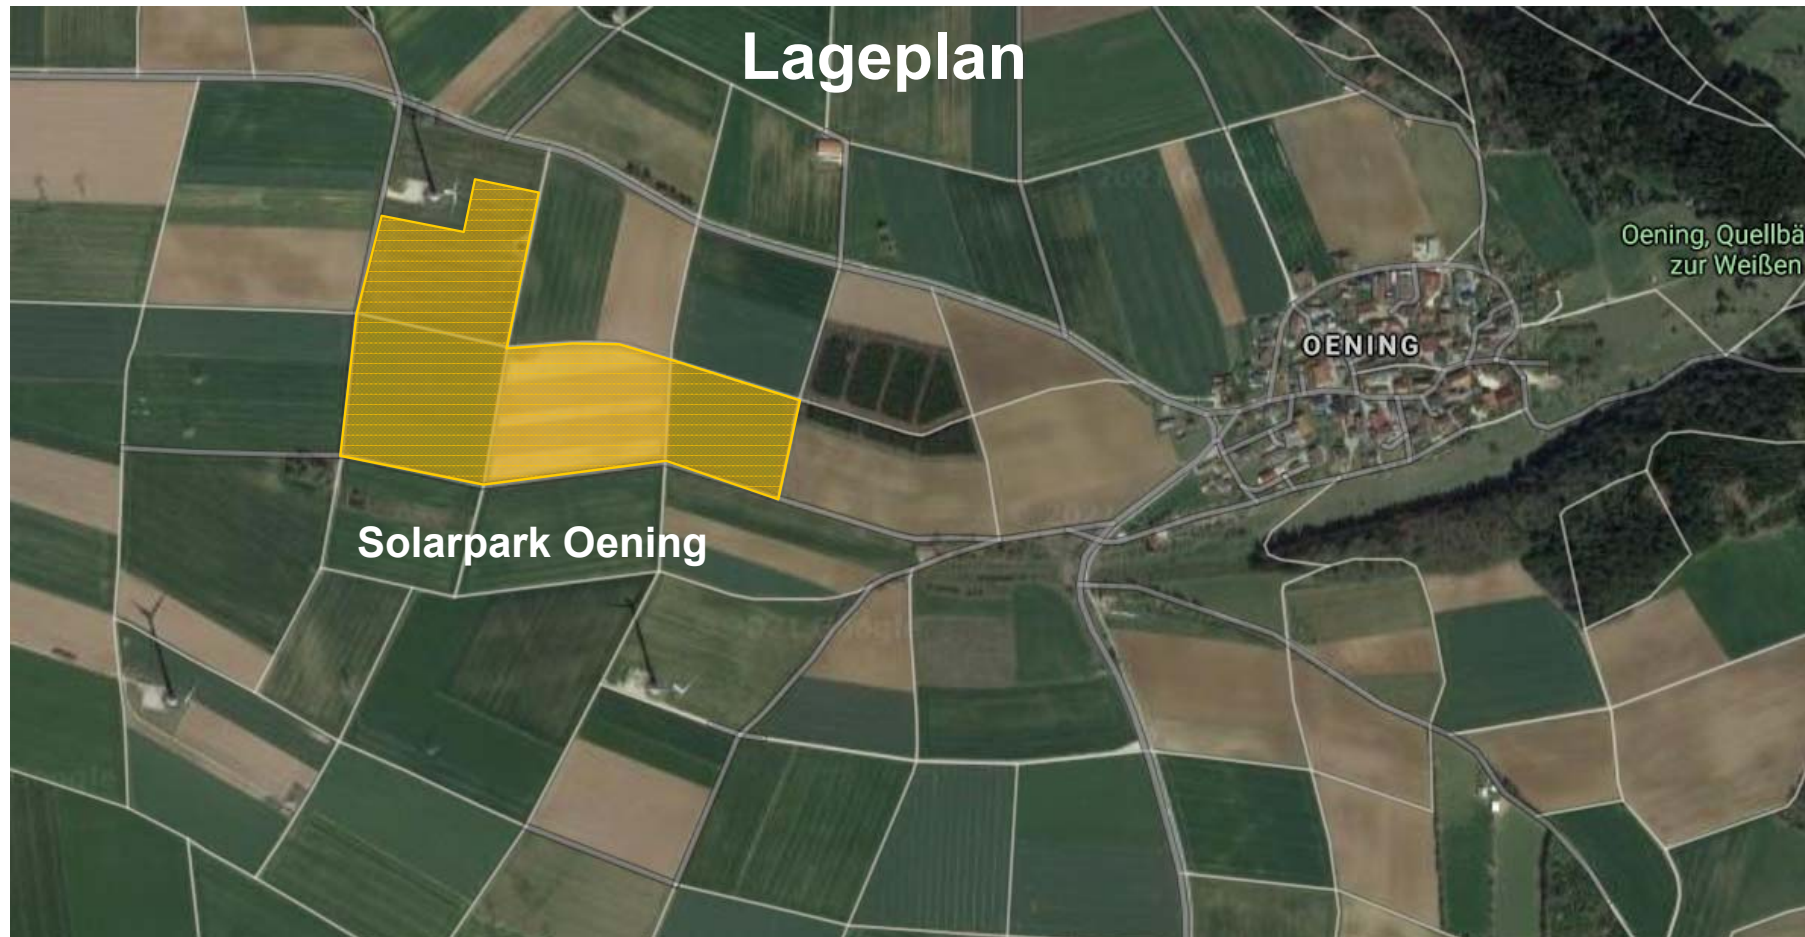 Lageplan
Oening, Quellbä
zur Weißen
OENING
Solarpark Oening